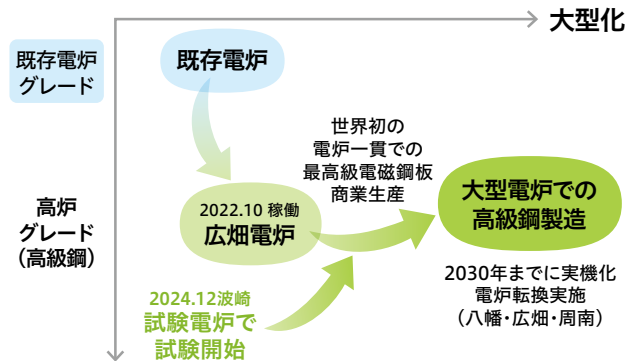 大型化
既存電炉
グレード
既存電炉
世界初の
電炉一貫での
最高級電磁鋼板
商業生産
高炉
グレード
（高級鋼）
2022.10 稼働
広畑電炉
大型電炉での
高級鋼製造
2024.12波崎
試験電炉で
試験開始
2030年までに実機化
電炉転換実施
（八幡・広畑・周南）